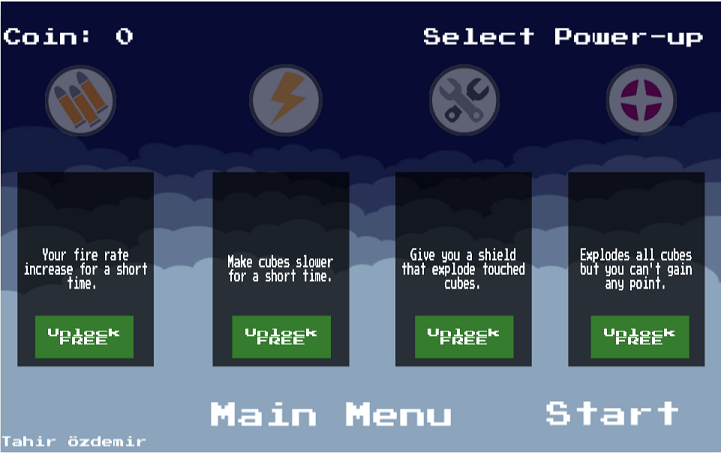 Coin: 0
Select Power-up
Your fire rate
increase for a short
time.
Make cubes slower
for a short time.
Give you a shield
that explode touched
cubes.
Explodes all cubes
but you can't gain
any point.
Unlock
FREE
Unlock
FREE
Unlock
FREE
Unlock
FREE
Main Menu
Start
Tahir özdemir